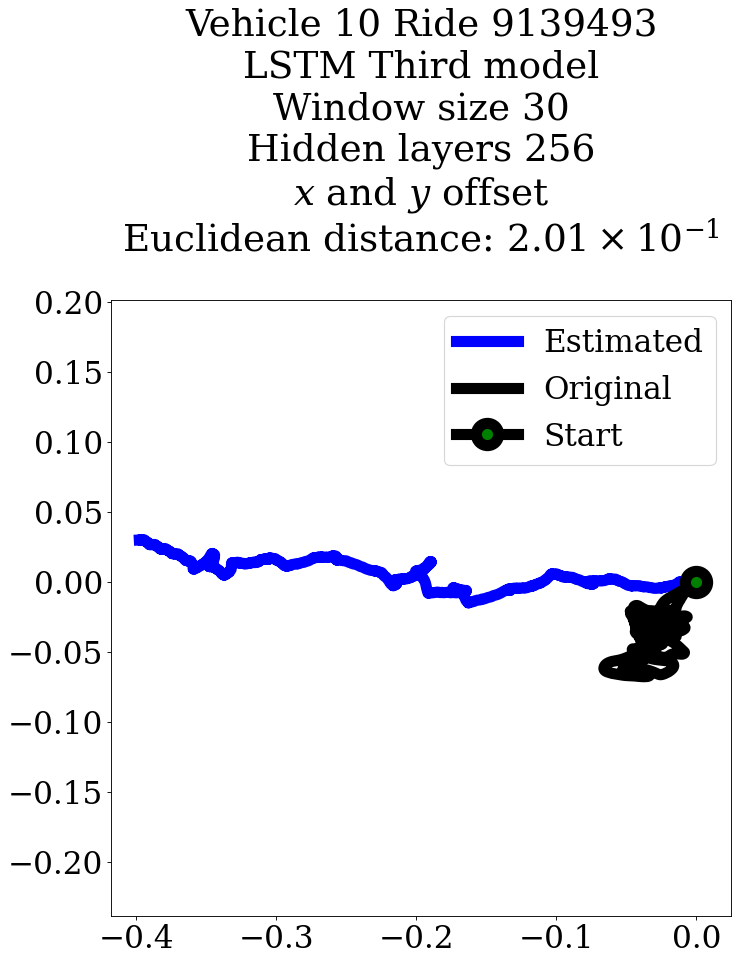 Vehicle 10 Ride 9139493
LSTM Third model
Window size 30
Hidden layers 256
x and y offset
Euclidean distance: 2.01 × 10⁻¹
Estimated
Original
Start
0.20
0.15
0.10
0.05
0.00
−0.05
−0.10
−0.15
−0.20
−0.4 −0.3 −0.2 −0.1 0.0